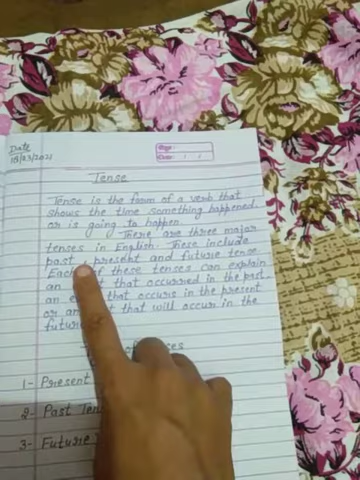 Date
18/03/2021
Page:
Date: / /
Tense
Tense is the form of a verb that
shows the time something happened.
or is going to happen.
There are three major
tenses in English. These include
past, present and future tense.
Each of these tenses can explain
an that occurred in the past.
an that occurs in the present
or an that will occur in the
1- Present
2- Past
3- Future